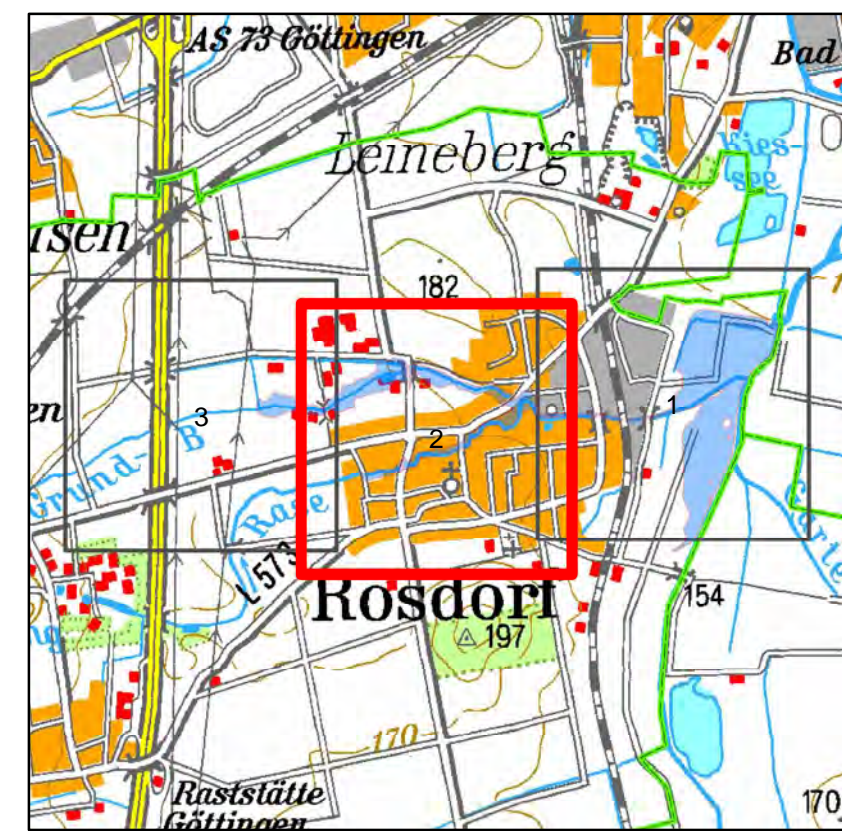 AS 73 Göttingen
Bad
Leineberg
Kies-
see
usen
182
en
3
2
1
Grund-B
Rase
L 573
Rosdorf
154
197
170
Raststätte
Göttingen
170